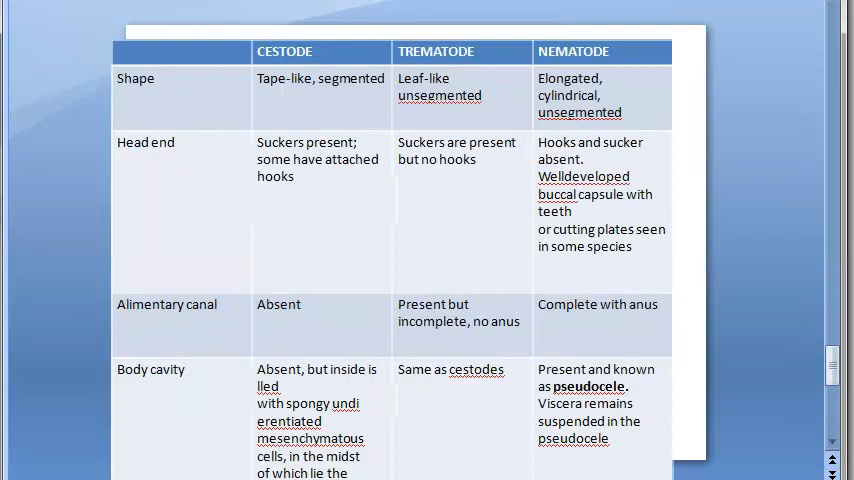 CESTODE TREMATODE NEMATODE
Shape
Tape-like, segmented
Leaf-like
unsegmented
Elongated,
cylindrical,
unsegmented
Head end
Suckers present;
some have attached
hooks
Suckers are present
but no hooks
Hooks and sucker
absent.
Welldeveloped
buccal capsule with
teeth
or cutting plates seen
in some species
Alimentary canal
Absent
Present but
incomplete, no anus
Complete with anus
Body cavity
Absent, but inside is
lled
with spongy undi
erentiated
mesenchymatous
cells, in the midst
of which lie the
Same as cestodes
Present and known
as pseudocele.
Viscera remains
suspended in the
pseudocele